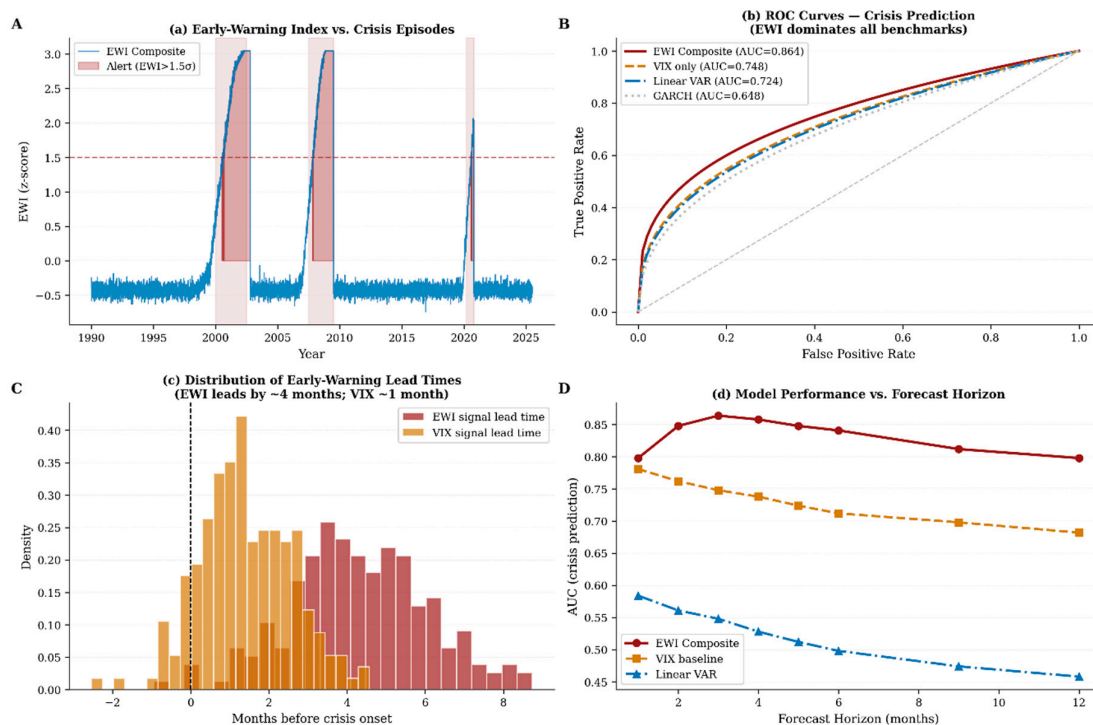 A
(a) Early-Warning Index vs. Crisis Episodes
EWI Composite
Alert (EWI>1.5σ)
3.0
2.5
2.0
1.5
1.0
0.5
0.0
−0.5
EWI (z-score)
1990
1995
2000
2005
2010
2015
2020
2025
Year
B
(b) ROC Curves — Crisis Prediction
(EWI dominates all benchmarks)
EWI Composite (AUC=0.864)
VIX only (AUC=0.748)
Linear VAR (AUC=0.724)
GARCH (AUC=0.648)
1.0
0.8
0.6
0.4
0.2
0.0
True Positive Rate
0.0
0.2
0.4
0.6
0.8
1.0
False Positive Rate
C
(c) Distribution of Early-Warning Lead Times
(EWI leads by ~4 months; VIX ~1 month)
EWI signal lead time
VIX signal lead time
0.40
0.35
0.30
0.25
0.20
0.15
0.10
0.05
0.00
Density
−2
0
2
4
6
8
Months before crisis onset
D
(d) Model Performance vs. Forecast Horizon
0.85
0.80
0.75
0.70
0.65
0.60
0.55
0.50
0.45
AUC (crisis prediction)
EWI Composite
VIX baseline
Linear VAR
2
4
6
8
10
12
Forecast Horizon (months)